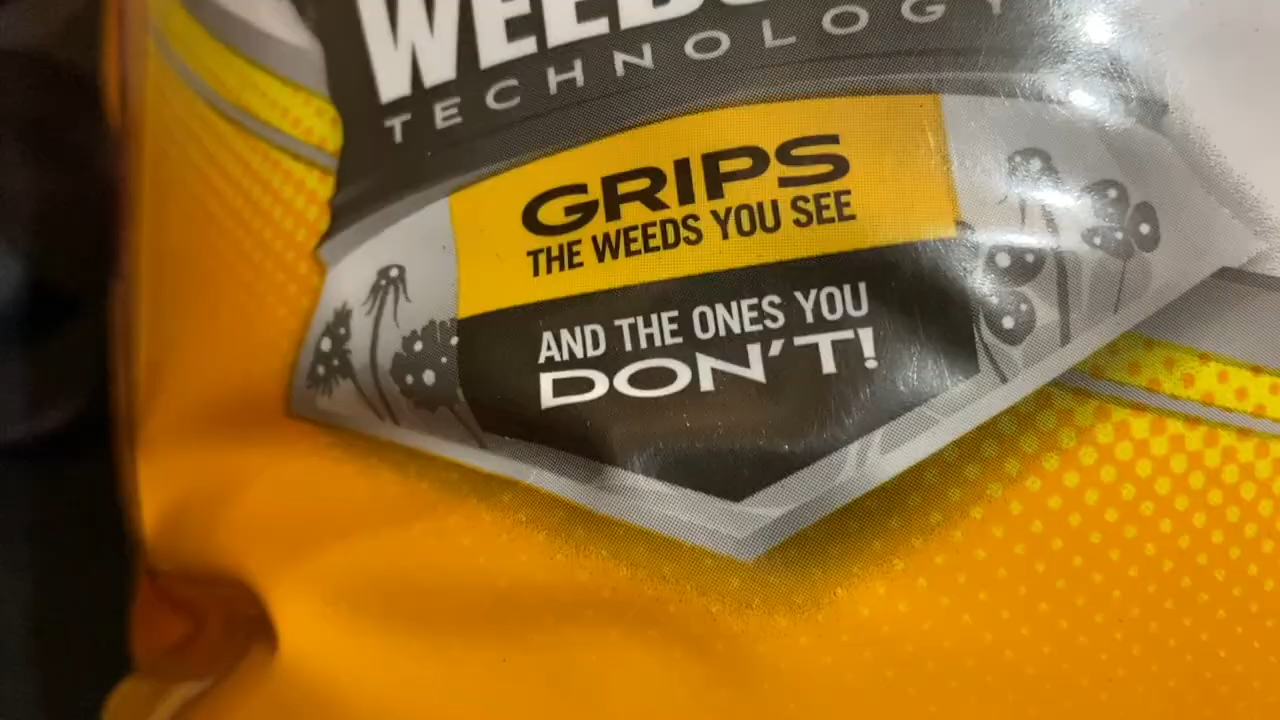 TECHNOLOGY
GRIPS
THE WEEDS YOU SEE
AND THE ONES YOU
DON'T!